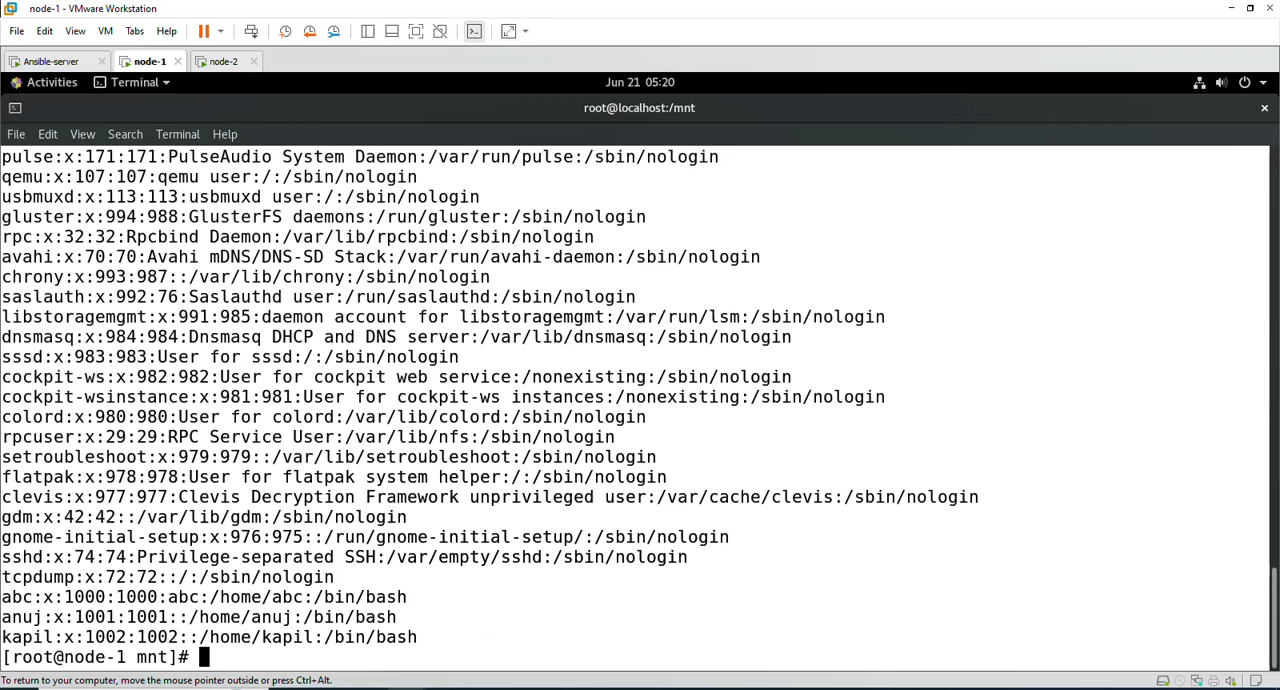 node-1 - VMware Workstation
File Edit View VM Tabs Help
Ansible-server node-1 node-2
Activities Terminal Jun 21 05:20
root@localhost:/mnt
File Edit View Search Terminal Help
pulse:x:171:171:PulseAudio System Daemon:/var/run/pulse:/sbin/nologin
qemu:x:107:107:qemu user:/:/sbin/nologin
usbmuxd:x:113:113:usbmuxd user:/:/sbin/nologin
gluster:x:994:988:GlusterFS daemons:/run/gluster:/sbin/nologin
rpc:x:32:32:Rpcbind Daemon:/var/lib/rpcbind:/sbin/nologin
avahi:x:70:70:Avahi mDNS/DNS-SD Stack:/var/run/avahi-daemon:/sbin/nologin
chrony:x:993:987::/var/lib/chrony:/sbin/nologin
saslauth:x:992:76:Saslauthd user:/run/saslauthd:/sbin/nologin
libstoragemgmt:x:991:985:daemon account for libstoragemgmt:/var/run/lsm:/sbin/nologin
dnsmasq:x:984:984:Dnsmasq DHCP and DNS server:/var/lib/dnsmasq:/sbin/nologin
sssd:x:983:983:User for sssd:/:/sbin/nologin
cockpit-ws:x:982:982:User for cockpit web service:/nonexisting:/sbin/nologin
cockpit-wsinstance:x:981:981:User for cockpit-ws instances:/nonexisting:/sbin/nologin
colord:x:980:980:User for colord:/var/lib/colord:/sbin/nologin
rpcuser:x:29:29:RPC Service User:/var/lib/nfs:/sbin/nologin
setroubleshoot:x:979:979::/var/lib/setroubleshoot:/sbin/nologin
flatpak:x:978:978:User for flatpak system helper:/:/sbin/nologin
clevis:x:977:977:Clevis Decryption Framework unprivileged user:/var/cache/clevis:/sbin/nologin
gdm:x:42:42::/var/lib/gdm:/sbin/nologin
gnome-initial-setup:x:976:975::/run/gnome-initial-setup/:/sbin/nologin
sshd:x:74:74:Privilege-separated SSH:/var/empty/sshd:/sbin/nologin
tcpdump:x:72:72::/:/sbin/nologin
abc:x:1000:1000:abc:/home/abc:/bin/bash
anuj:x:1001:1001::/home/anuj:/bin/bash
kapil:x:1002:1002::/home/kapil:/bin/bash
[root@node-1 mnt]#
To return to your computer, move the mouse pointer outside or press Ctrl+Alt.